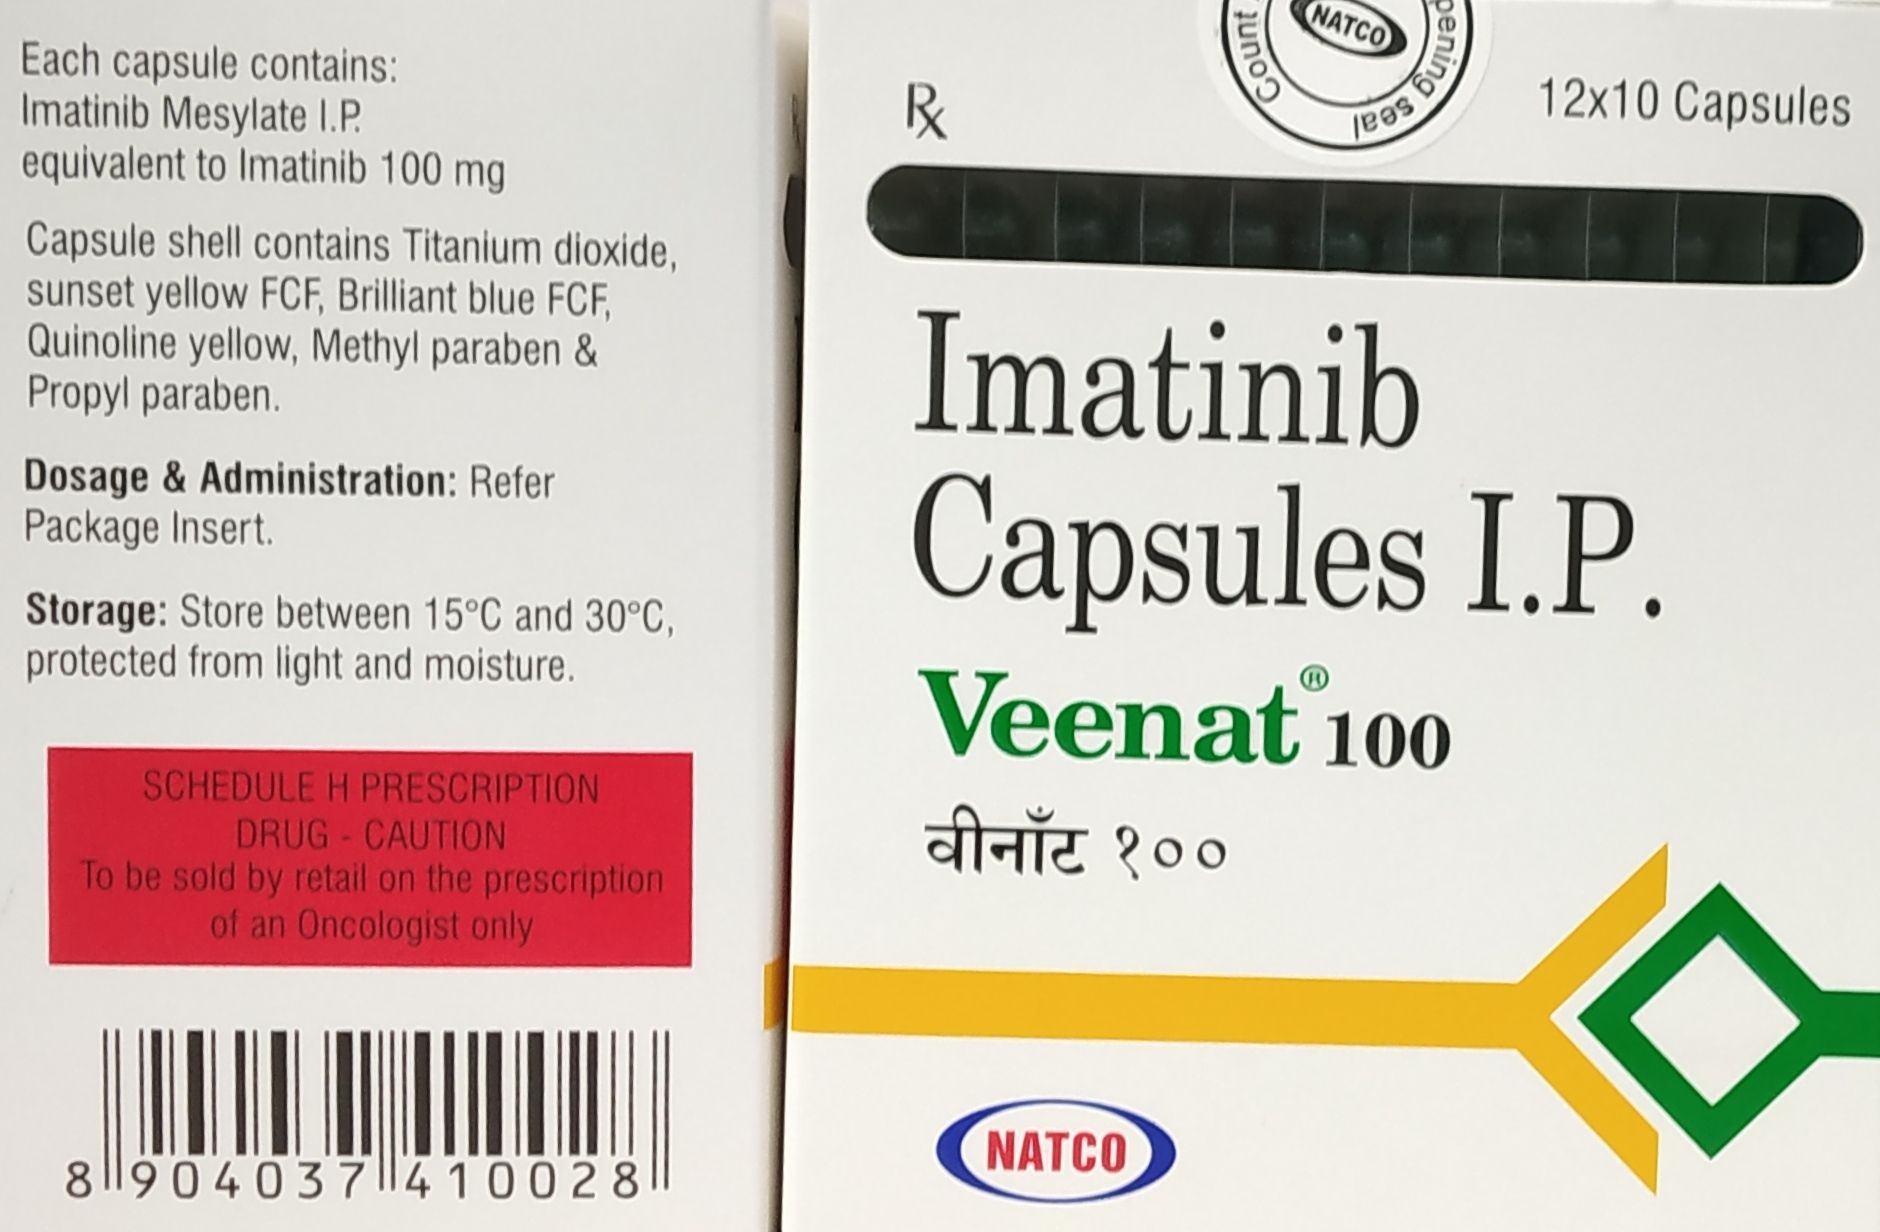 Each capsule contains:
Imatinib Mesylate I.P.
equivalent to Imatinib 100 mg
Capsule shell contains Titanium dioxide,
sunset yellow FCF, Brilliant blue FCF,
Quinoline yellow, Methyl paraben &
Propyl paraben.
Dosage & Administration: Refer
Package Insert.
Storage: Store between 15°C and 30°C,
protected from light and moisture.
SCHEDULE H PRESCRIPTION
DRUG - CAUTION
To be sold by retail on the prescription
of an Oncologist only
8 904037 410028
Count
NATCO
seal
Rx
12x10 Capsules
Imatinib
Capsules I.P.
Veenat® 100
वीनाँट १००
NATCO